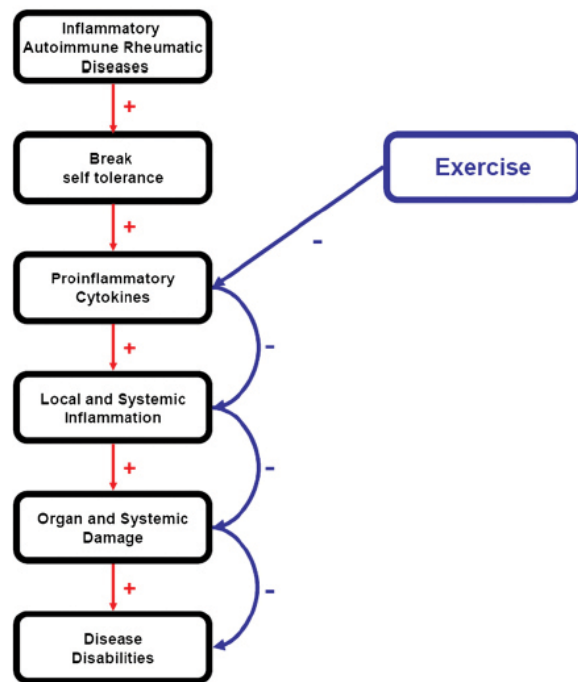 Inflammatory
Autoimmune Rheumatic
Diseases
+
Break
self tolerance
Exercise
+
-
Proinflammatory
Cytokines
+
-
Local and Systemic
Inflammation
+
-
Organ and Systemic
Damage
+
-
Disease
Disabilities